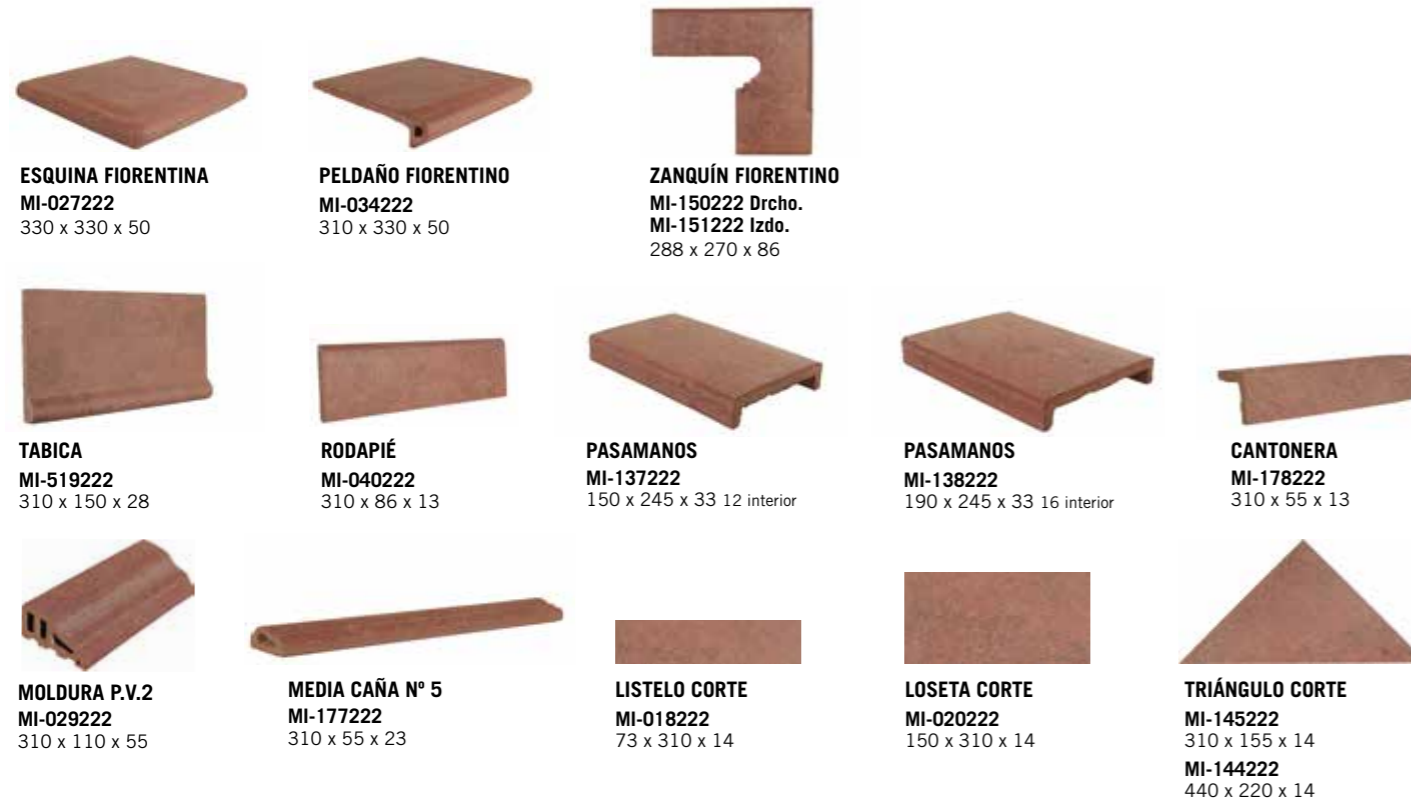 ESQUINA FIORENTINA
MI-027222
330 x 330 x 50
PELDAÑO FIORENTINO
MI-034222
310 x 330 x 50
ZANQUÍN FIORENTINO
MI-150222 Drcho.
MI-151222 Izdo.
288 x 270 x 86
TABICA
MI-519222
310 x 150 x 28
RODAPIÉ
MI-040222
310 x 86 x 13
PASAMANOS
MI-137222
150 x 245 x 33 12 interior
PASAMANOS
MI-138222
190 x 245 x 33 16 interior
CANTONERA
MI-178222
310 x 55 x 13
MOLDURA P.V.2
MI-029222
310 x 110 x 55
MEDIA CAÑA Nº 5
MI-177222
310 x 55 x 23
LISTELO CORTE
MI-018222
73 x 310 x 14
LOSETA CORTE
MI-020222
150 x 310 x 14
TRIÁNGULO CORTE
MI-145222
310 x 155 x 14
MI-144222
440 x 220 x 14